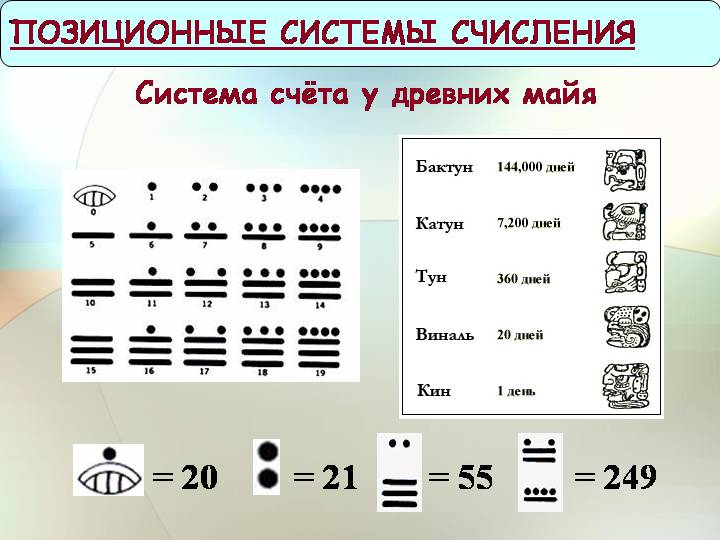 ПОЗИЦИОННЫЕ СИСТЕМЫ СЧИСЛЕНИЯ
Система счёта у древних майя
0 1 2 3 4
5 6 7 8 9
10 11 12 13 14
15 16 17 18 19
Бактун 144,000 дней
Катун 7,200 дней
Тун 360 дней
Виналь 20 дней
Кин 1 день
= 20 = 21 = 55 = 249